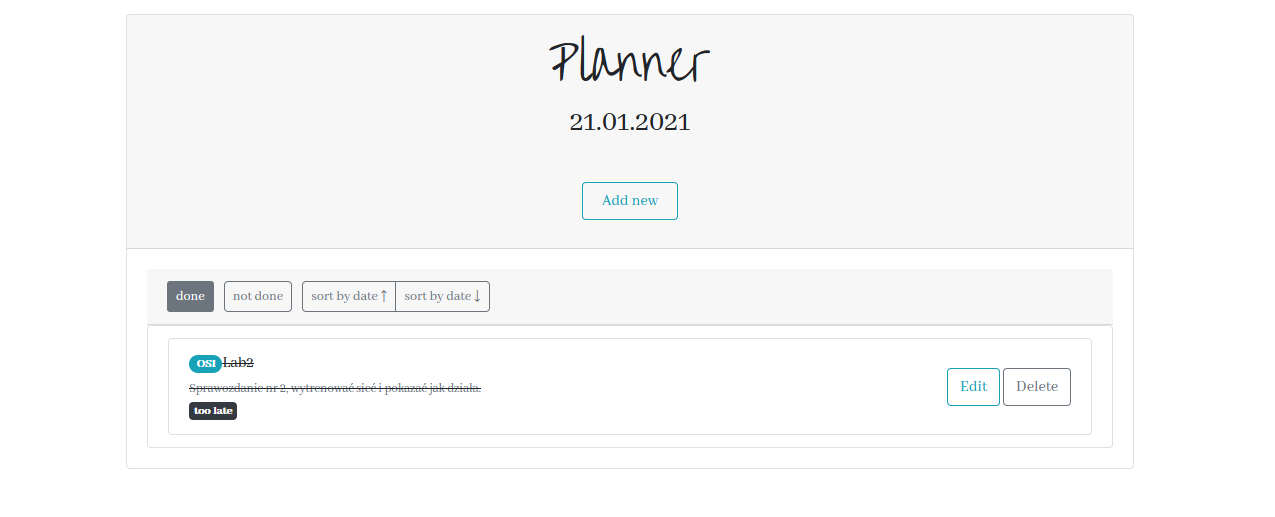 Planner
21.01.2021
Add new
done not done sort by date ↑ sort by date ↓
OSI Lab2
Sprawozdanie nr 2, wytrenować sieć i pokazać jak działa.
too late
Edit Delete